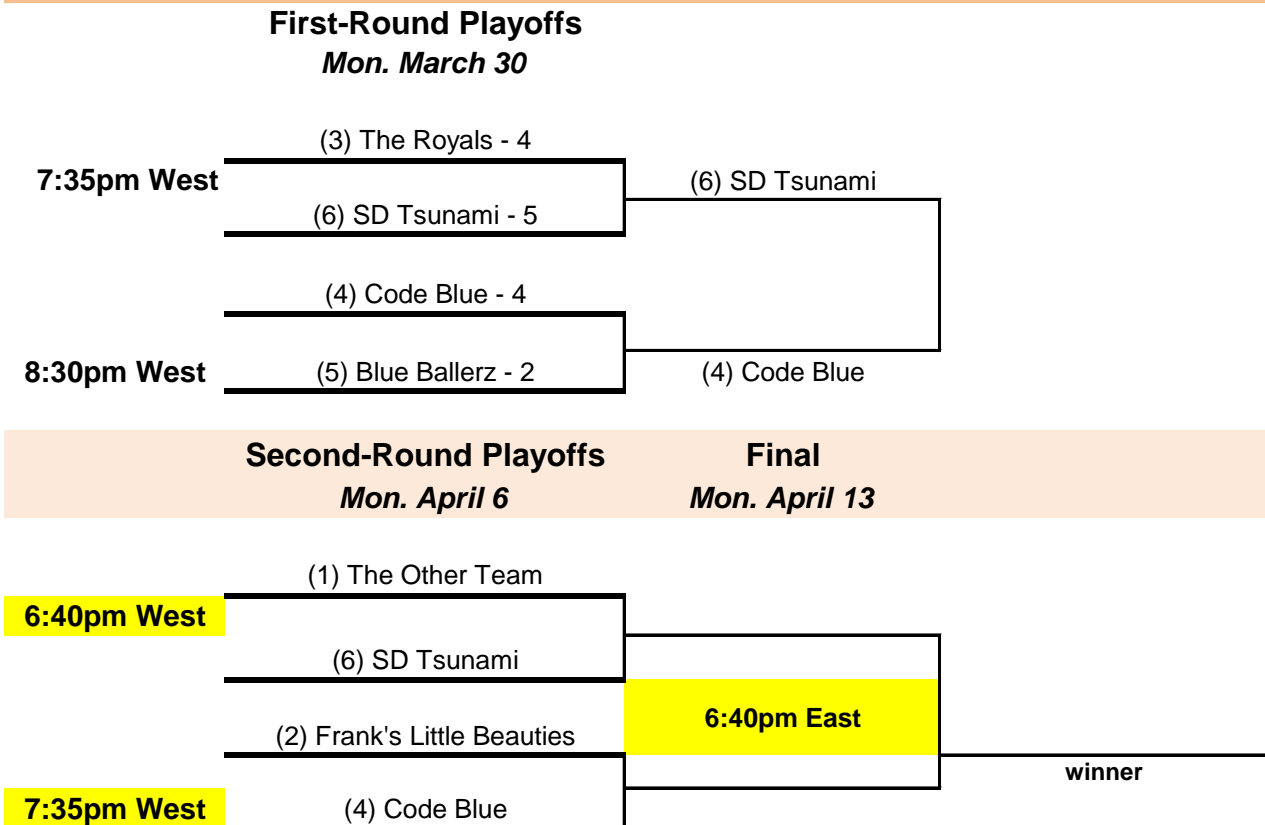 First-Round Playoffs
Mon. March 30
(3) The Royals - 4
7:35pm West
(6) SD Tsunami
(6) SD Tsunami - 5
(4) Code Blue - 4
8:30pm West
(5) Blue Ballerz - 2
(4) Code Blue
Second-Round Playoffs
Final
Mon. April 6
Mon. April 13
(1) The Other Team
6:40pm West
(6) SD Tsunami
6:40pm East
(2) Frank's Little Beauties
winner
7:35pm West
(4) Code Blue